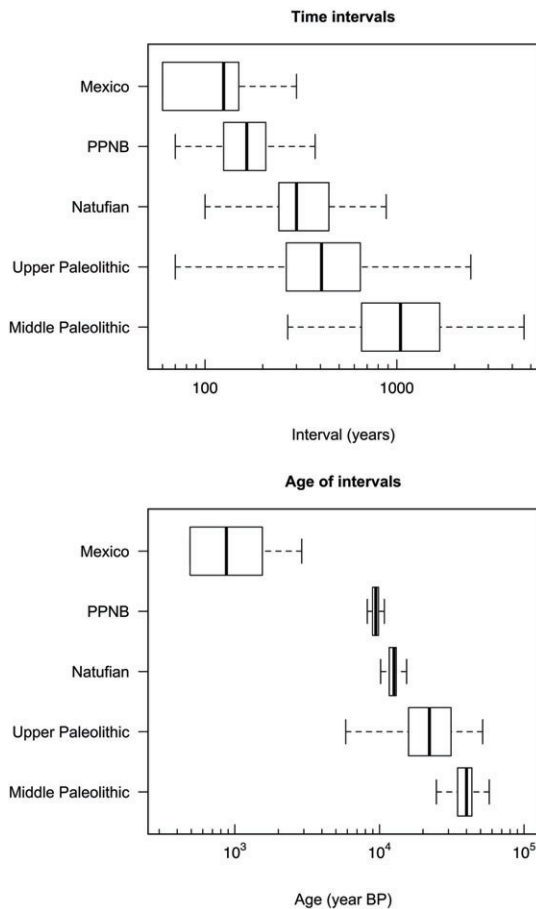 Time intervals
Mexico
PPNB
Natufian
Upper Paleolithic
Middle Paleolithic
100 1000
Interval (years)
Age of intervals
Mexico
PPNB
Natufian
Upper Paleolithic
Middle Paleolithic
10³ 10⁴ 10⁵
Age (year BP)